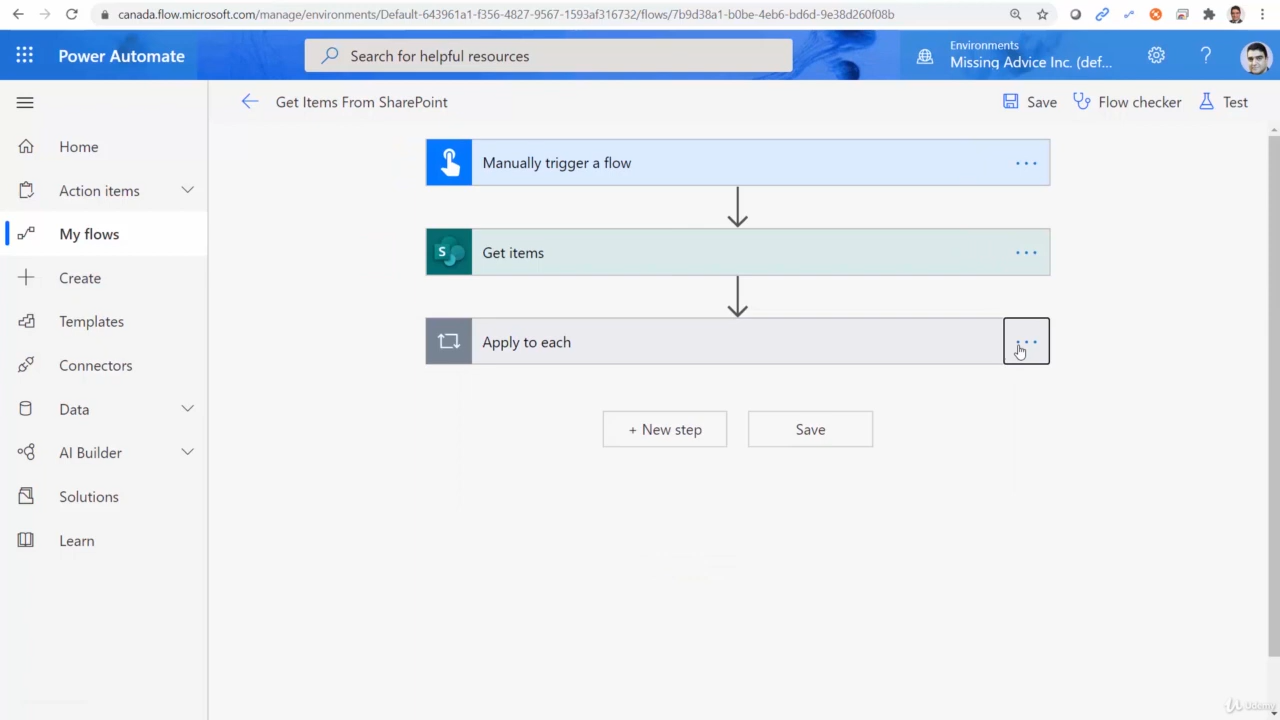 canada.flow.microsoft.com/manage/environments/Default-643961a1-f356-4827-9567-1593af316732/flows/7b9d38a1-b0be-4eb6-bd6d-9e38d260f08b
Power Automate
Search for helpful resources
Environments
Missing Advice Inc. (def...
?
Get Items From SharePoint
Save
Flow checker
Test
Home
Action items
My flows
Create
Templates
Connectors
Data
AI Builder
Solutions
Learn
Manually trigger a flow
S
Get items
Apply to each
+ New step
Save
Udemy